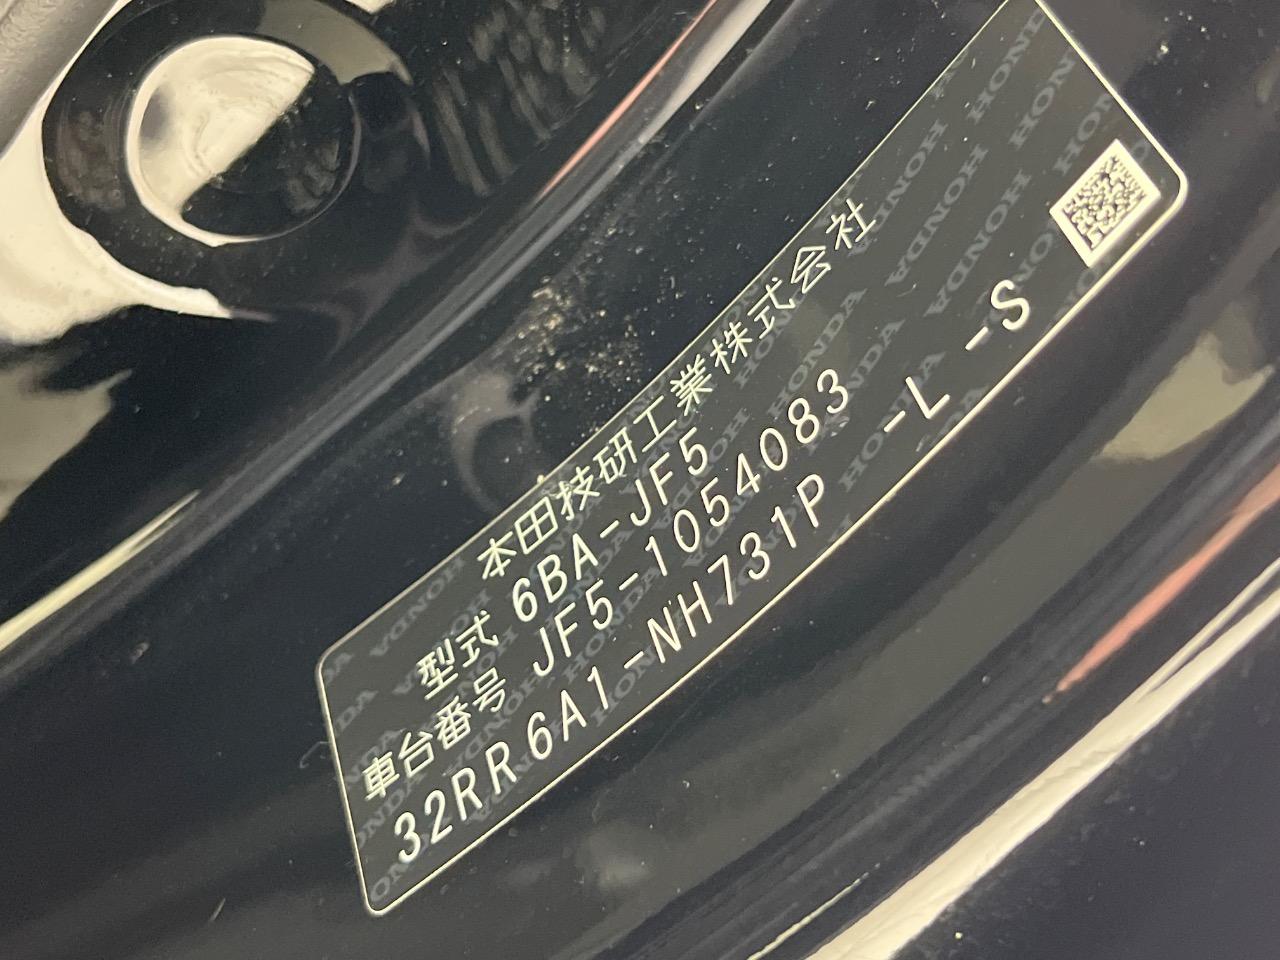 本田技研工業株式会社
型式 6BA-JF5
車台番号 JF5-1054083
32RR6A1-NH731P -L -S